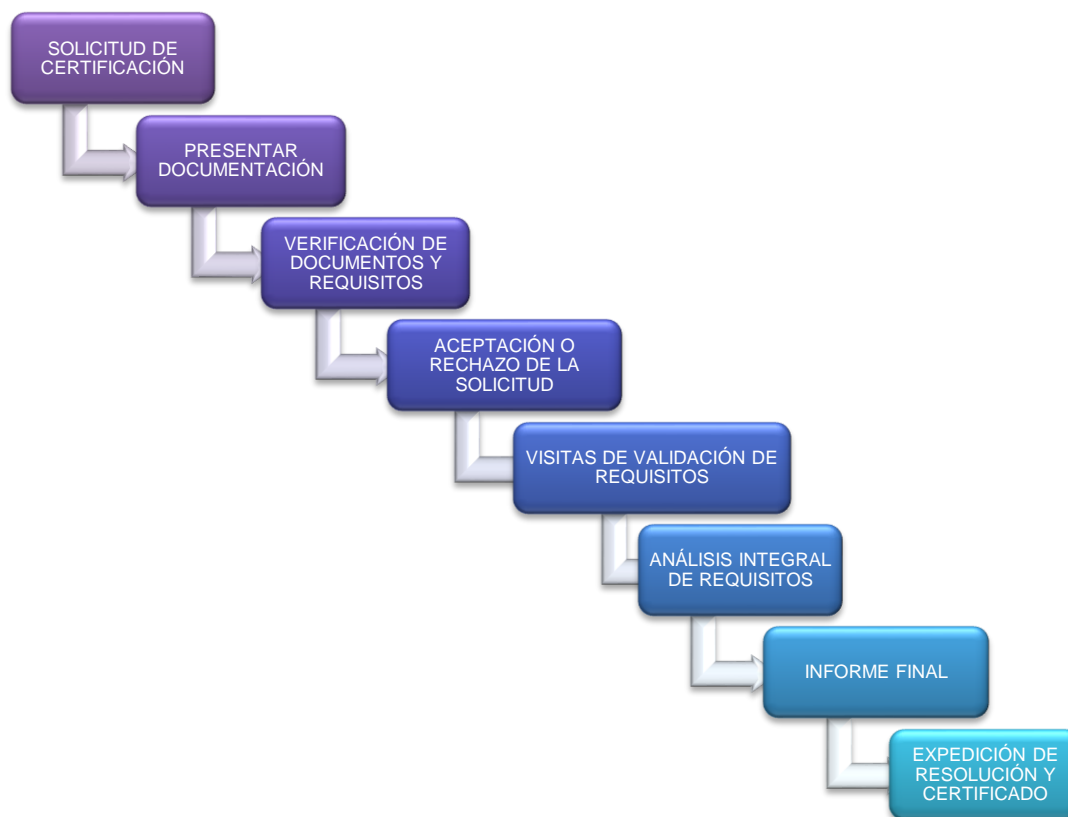 SOLICITUD DE
CERTIFICACIÓN
PRESENTAR
DOCUMENTACIÓN
VERIFICACIÓN DE
DOCUMENTOS Y
REQUISITOS
ACEPTACIÓN O
RECHAZO DE LA
SOLICITUD
VISITAS DE VALIDACIÓN DE
REQUISITOS
ANÁLISIS INTEGRAL
DE REQUISITOS
INFORME FINAL
EXPEDICIÓN DE
RESOLUCIÓN Y
CERTIFICADO